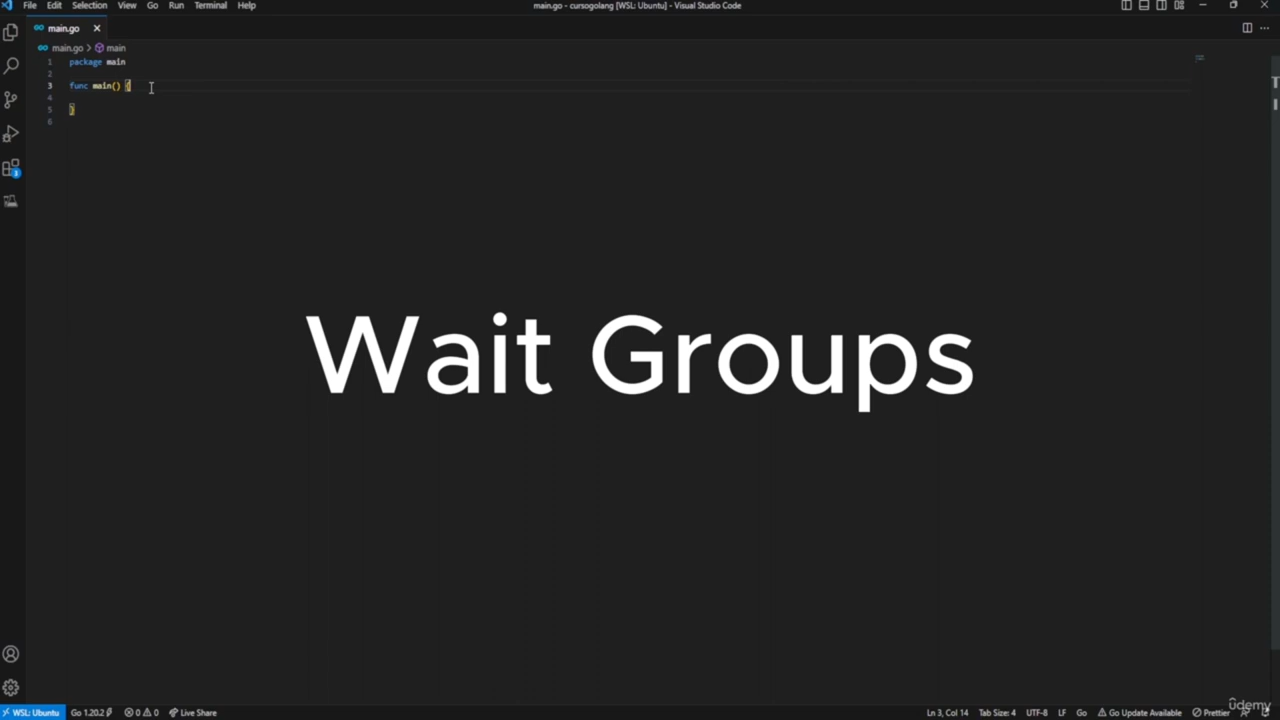 File Edit Selection View Go Run Terminal Help
main.go - cursogolang [WSL: Ubuntu] - Visual Studio Code
main.go
main.go > main
1 package main
2
3 func main() {
4
5 }
6
Wait Groups
3
WSL: Ubuntu Go 1.20.2 0 0 Live Share
Ln 3, Col 14 Tab Size: 4 UTF-8 LF Go Go Update Available Prettier
ûdemy